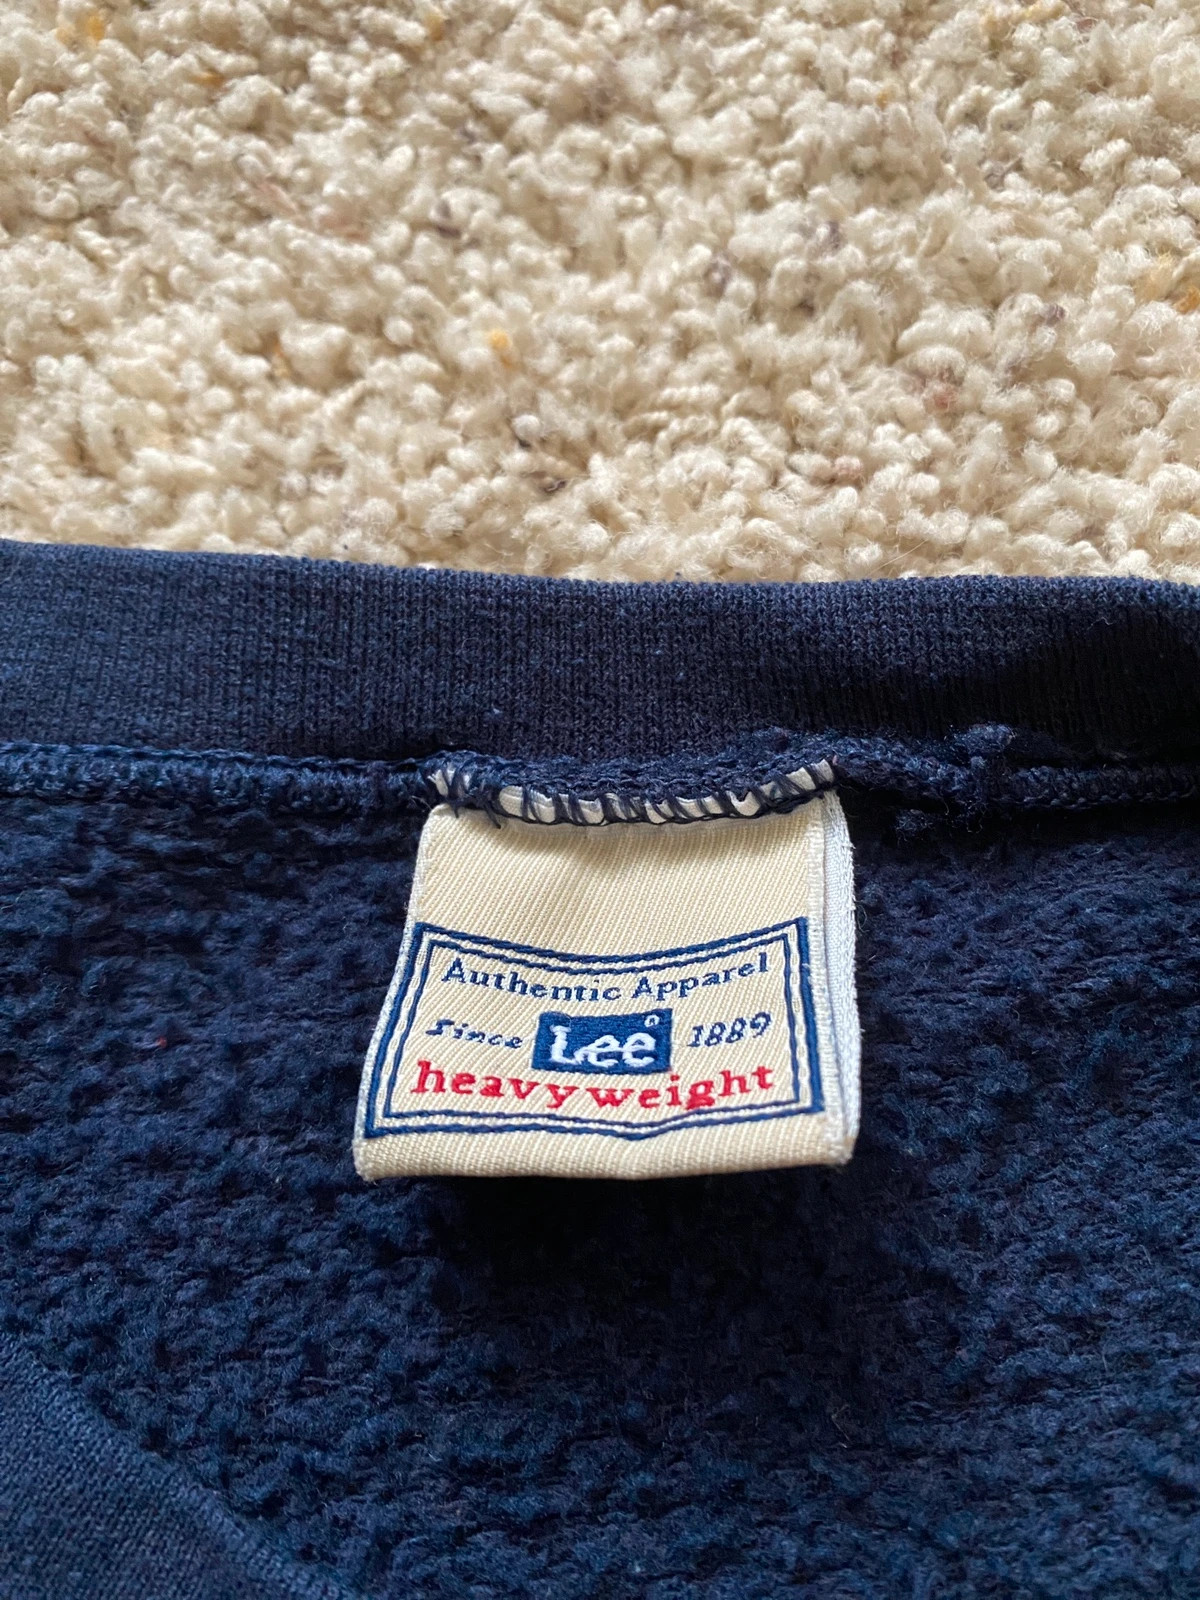 Authentic Apparel
Since Lee® 1889
heavyweight